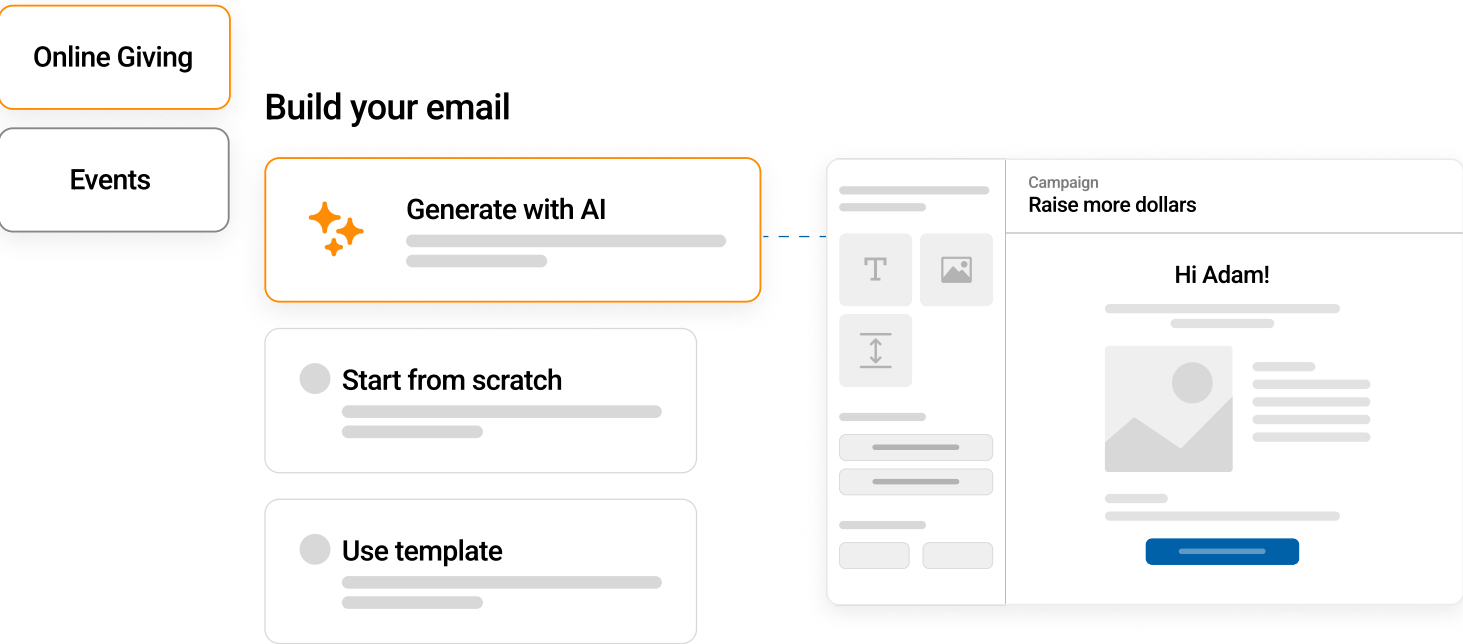 Online Giving
Events
Build your email
Generate with AI
Start from scratch
Use template
Campaign
Raise more dollars
T
Hi Adam!